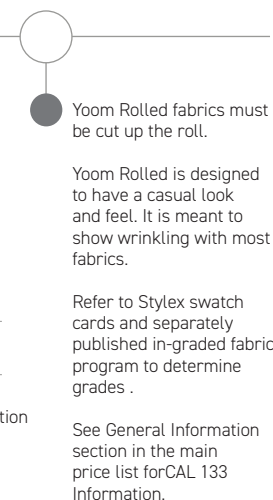 Yoom Rolled fabrics must
be cut up the roll.
Yoom Rolled is designed
to have a casual look
and feel. It is meant to
show wrinkling with most
fabrics.
Refer to Stylex swatch
cards and separately
published in-graded fabric
program to determine
grades .
tion
See General Information
section in the main
price list forCAL 133
Information.